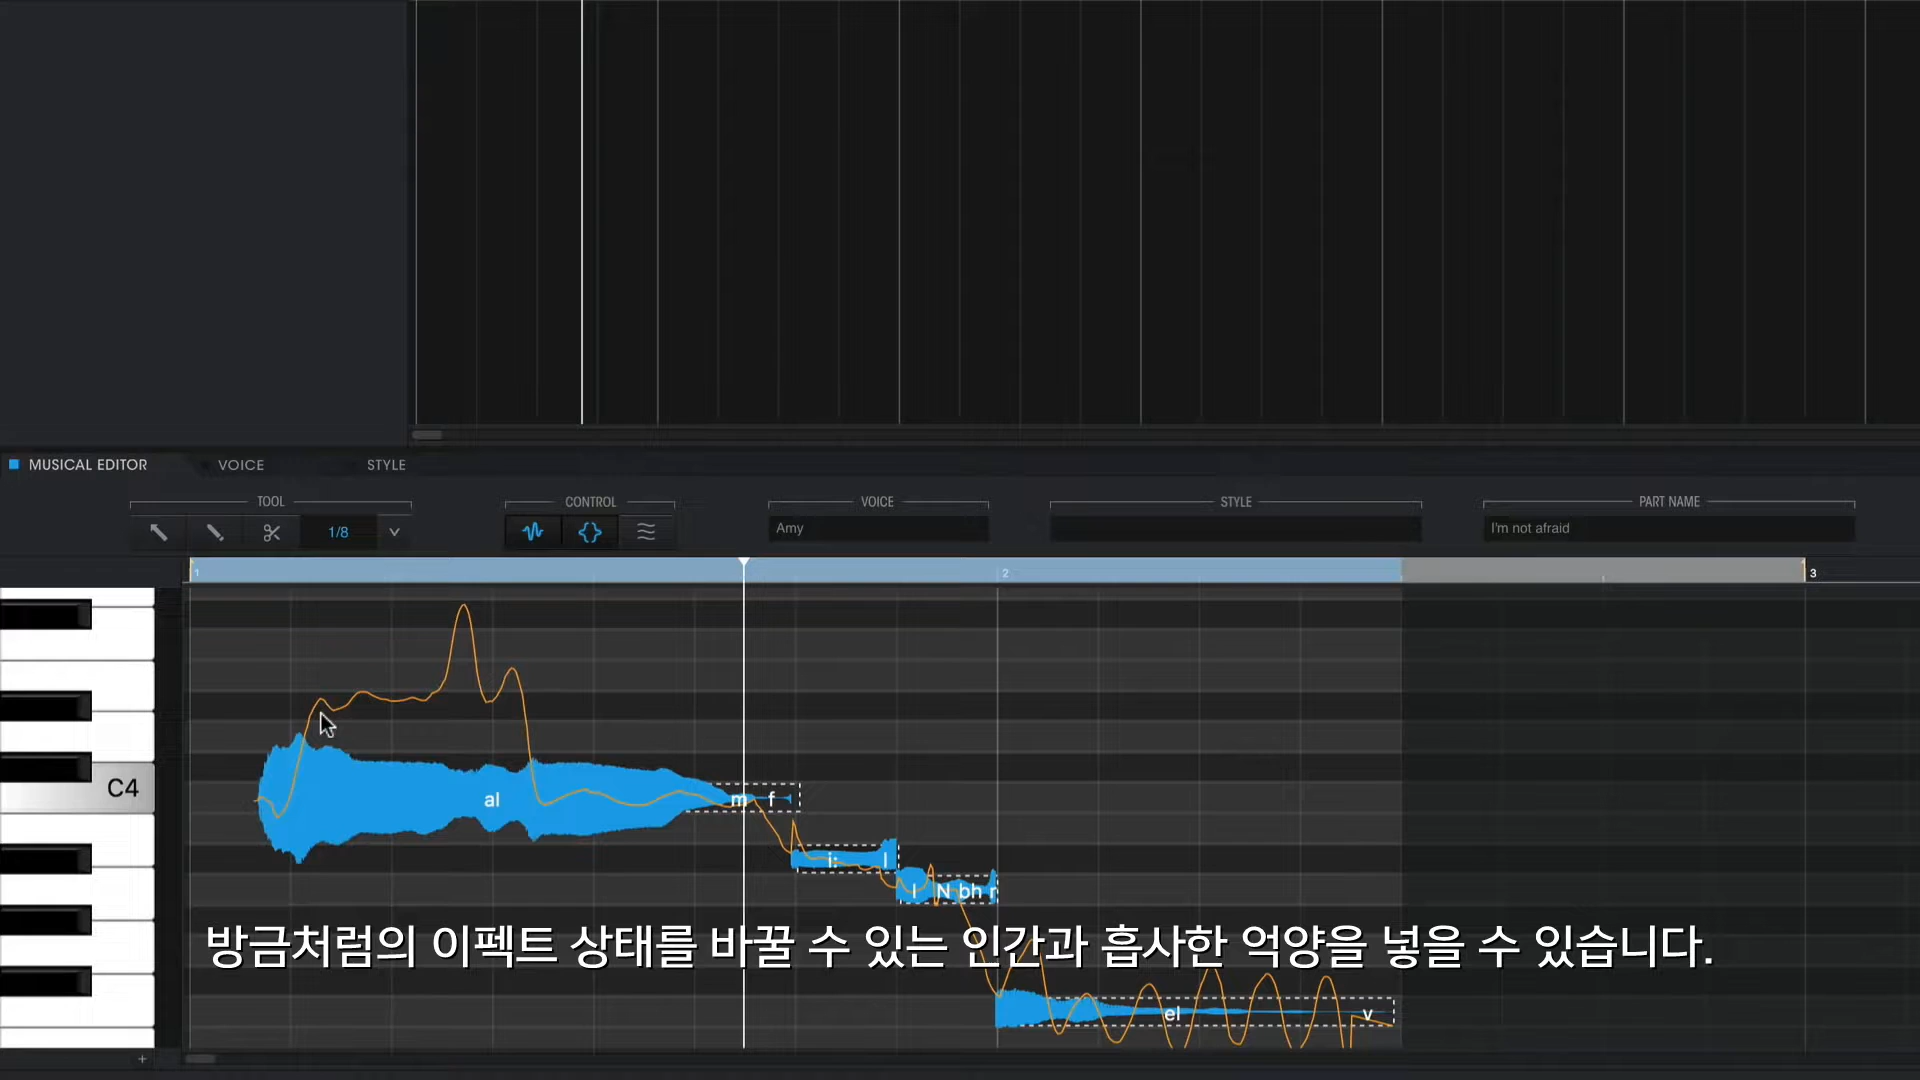 MUSICAL EDITOR VOICE STYLE
TOOL CONTROL VOICE STYLE PART NAME
1/8 Amy I'm not afraid
1 2 3
C4
al m f
i: l
I N bh r
방금처럼의 이펙트 상태를 바꿀 수 있는 인간과 흡사한 억양을 넣을 수 있습니다.
el v